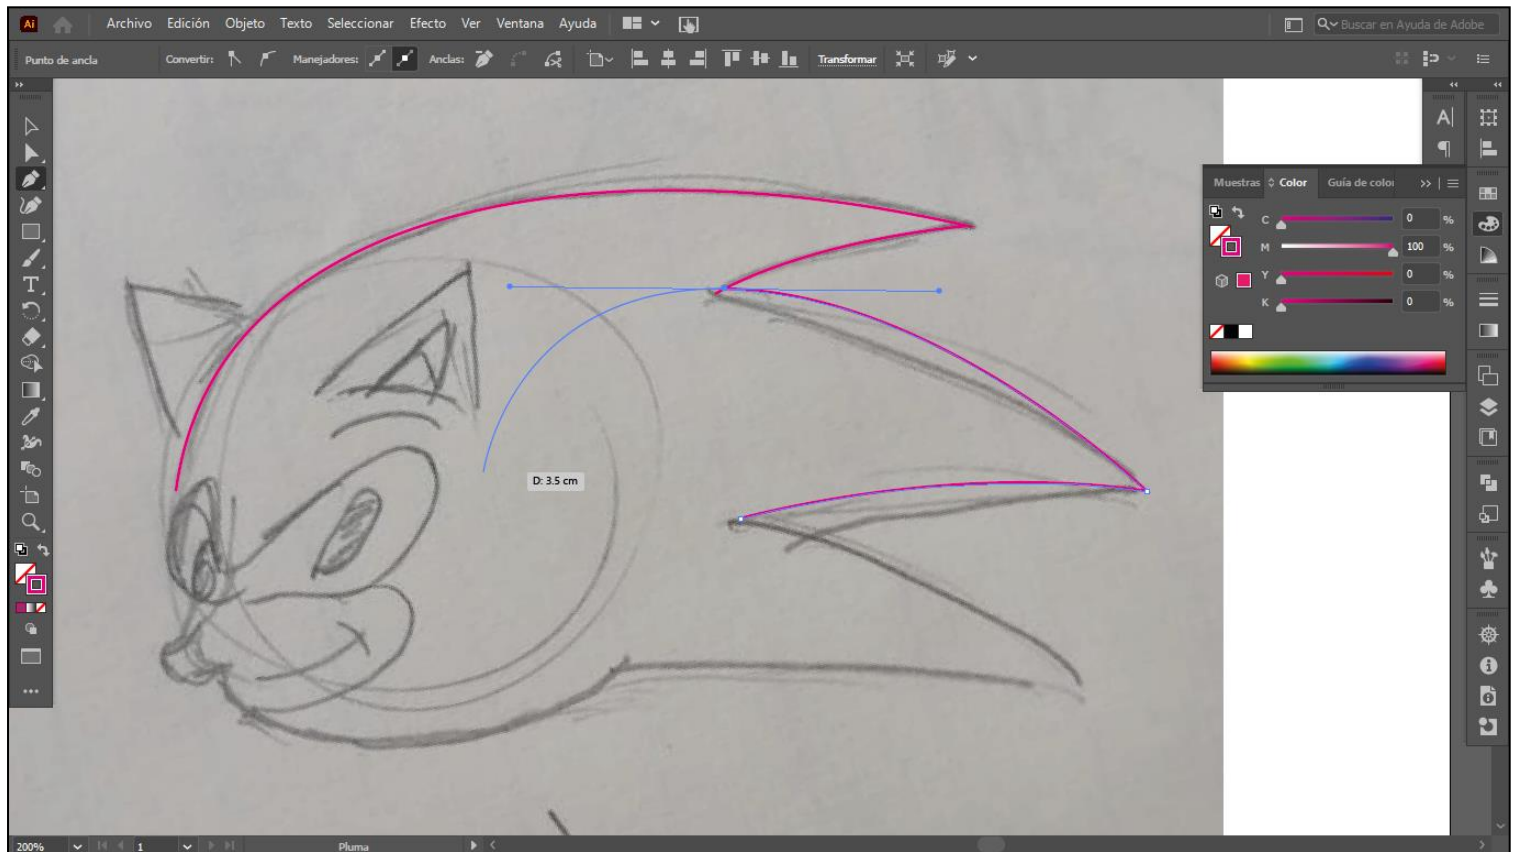 Ai Archivo Edición Objeto Texto Seleccionar Efecto Ver Ventana Ayuda Buscar en Ayuda de Adobe
Punto de ancla Convertir: Manejadores: Anclas: Transformar
Muestras Color Guía de color
C 0 %
M 100 %
Y 0 %
K 0 %
D: 3.5 cm
200% 1 Pluma